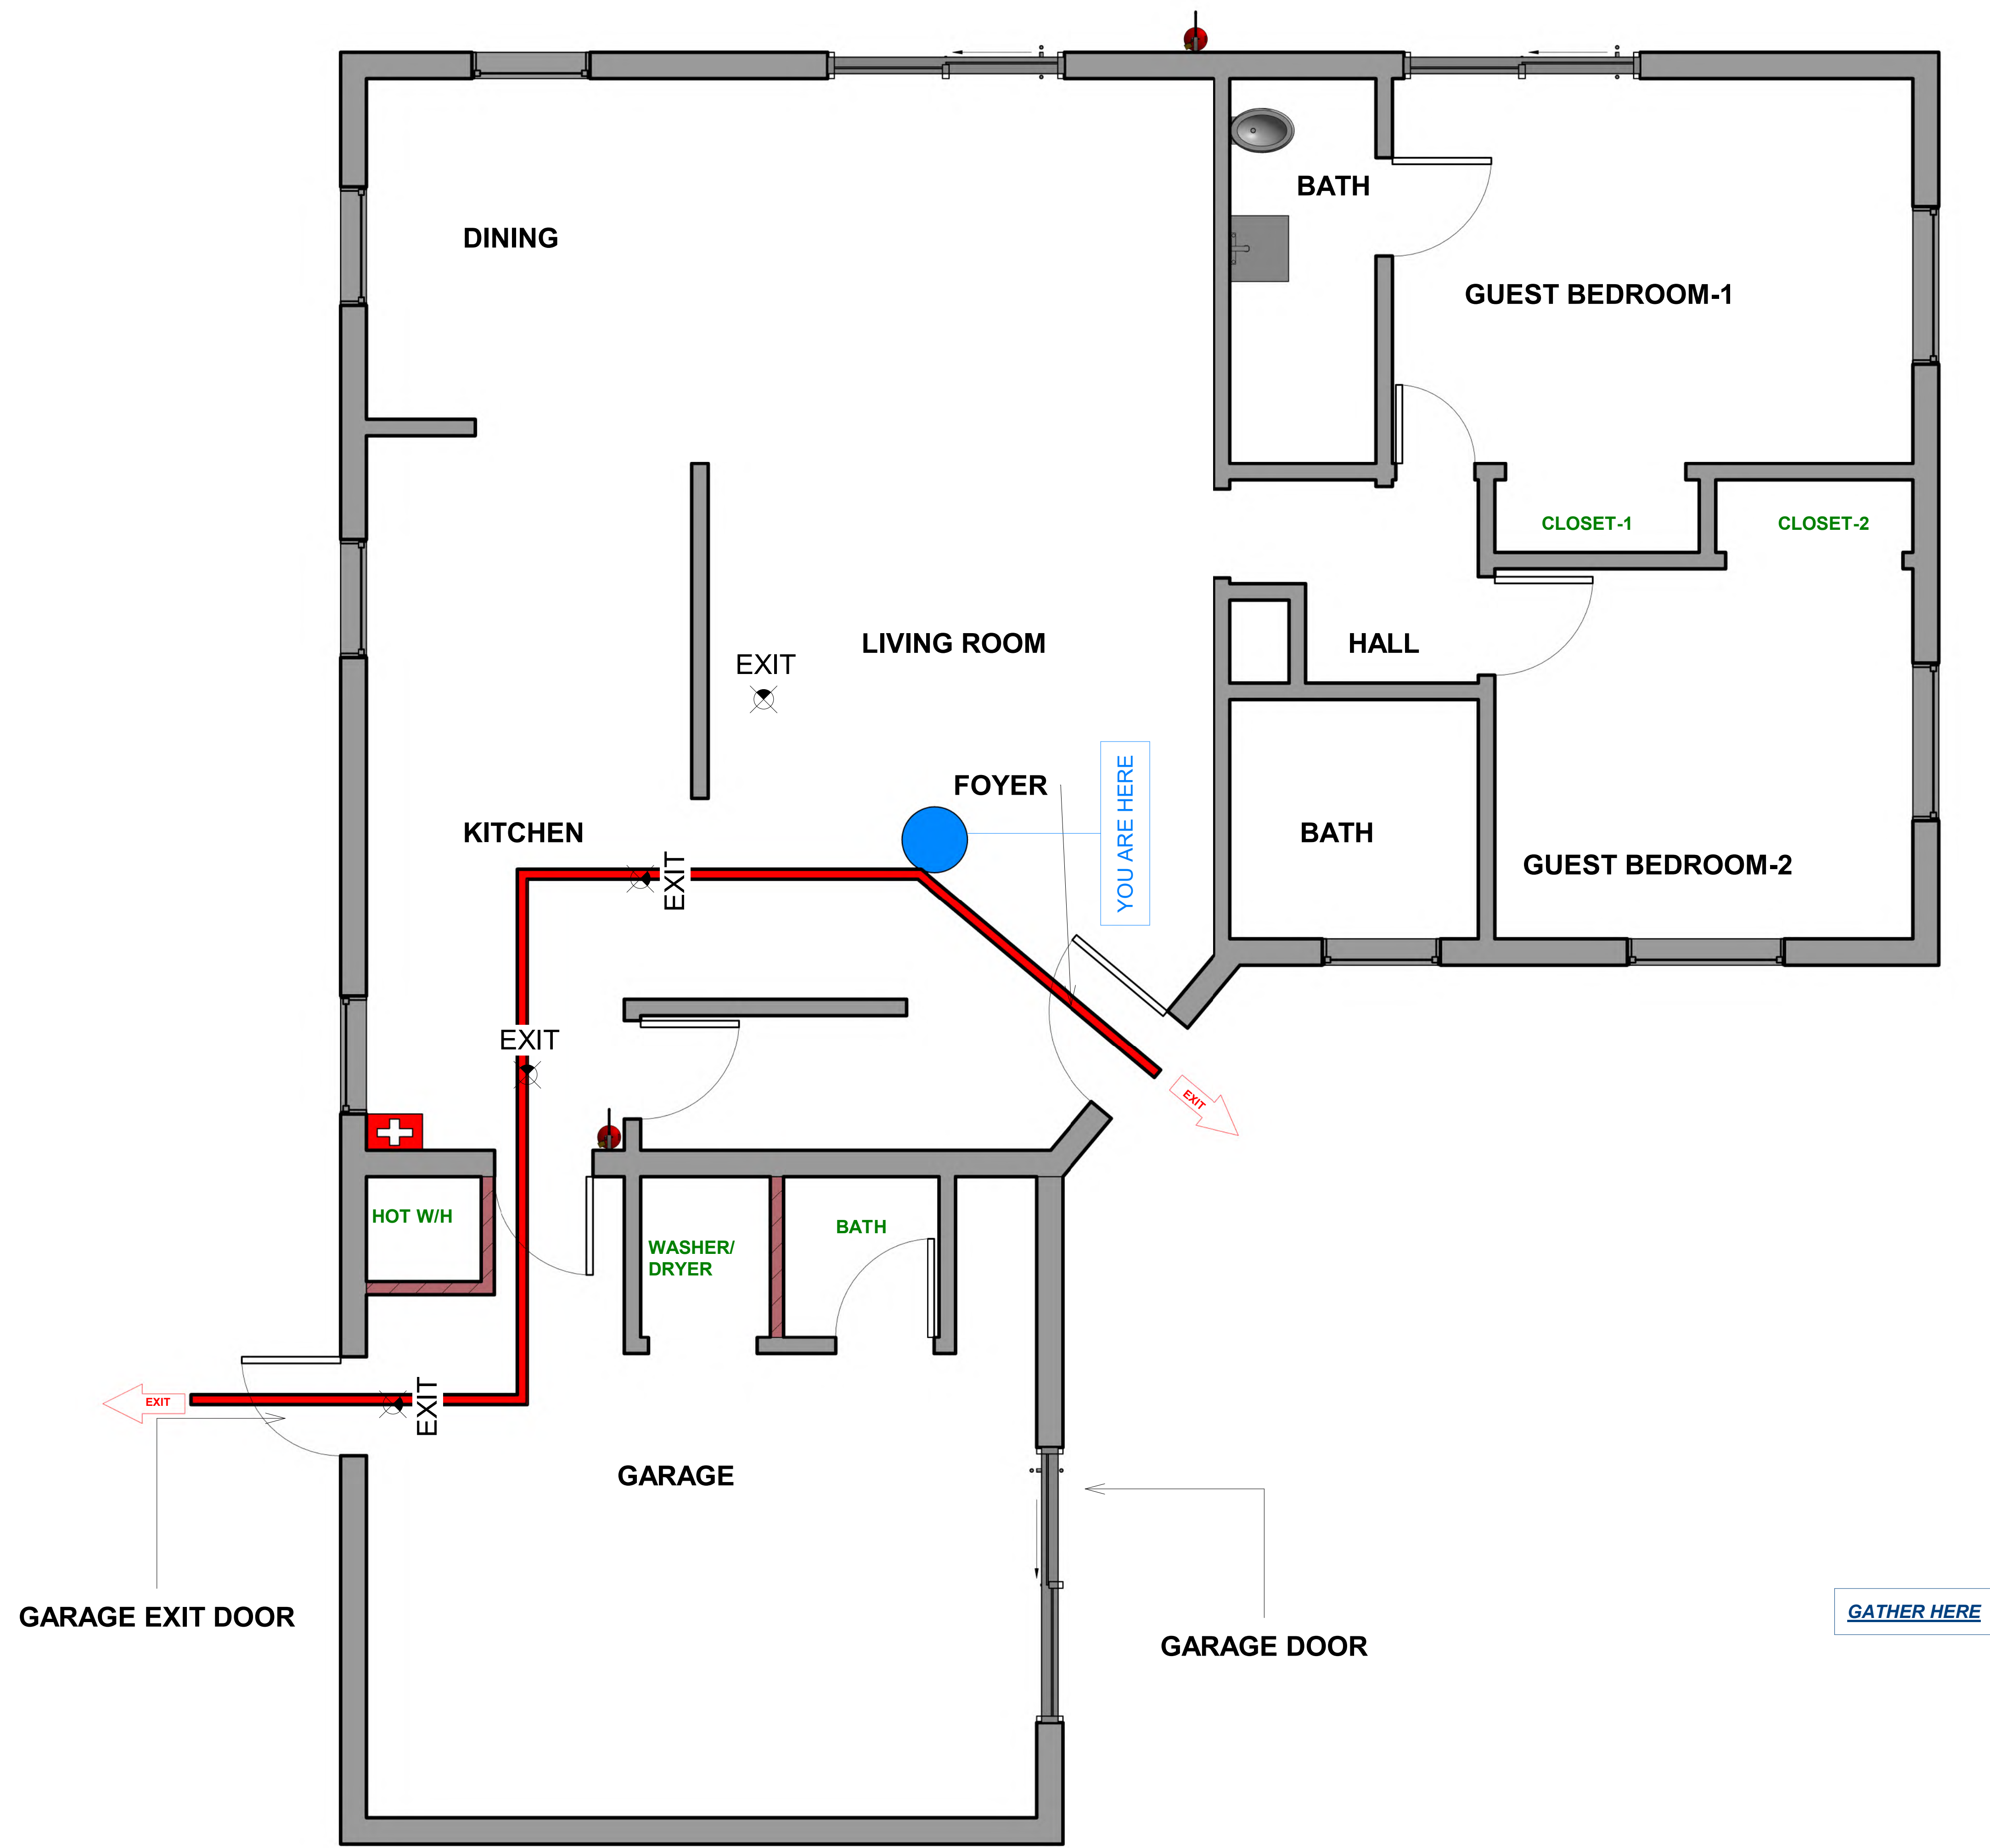 BATH
DINING
GUEST BEDROOM-1
CLOSET-1
CLOSET-2
LIVING ROOM
HALL
EXIT
FOYER
YOU ARE HERE
KITCHEN
BATH
GUEST BEDROOM-2
EXIT
EXIT
EXIT
HOT W/H
BATH
WASHER/
DRYER
EXIT
EXIT
GARAGE
GARAGE EXIT DOOR
GARAGE DOOR
GATHER HERE